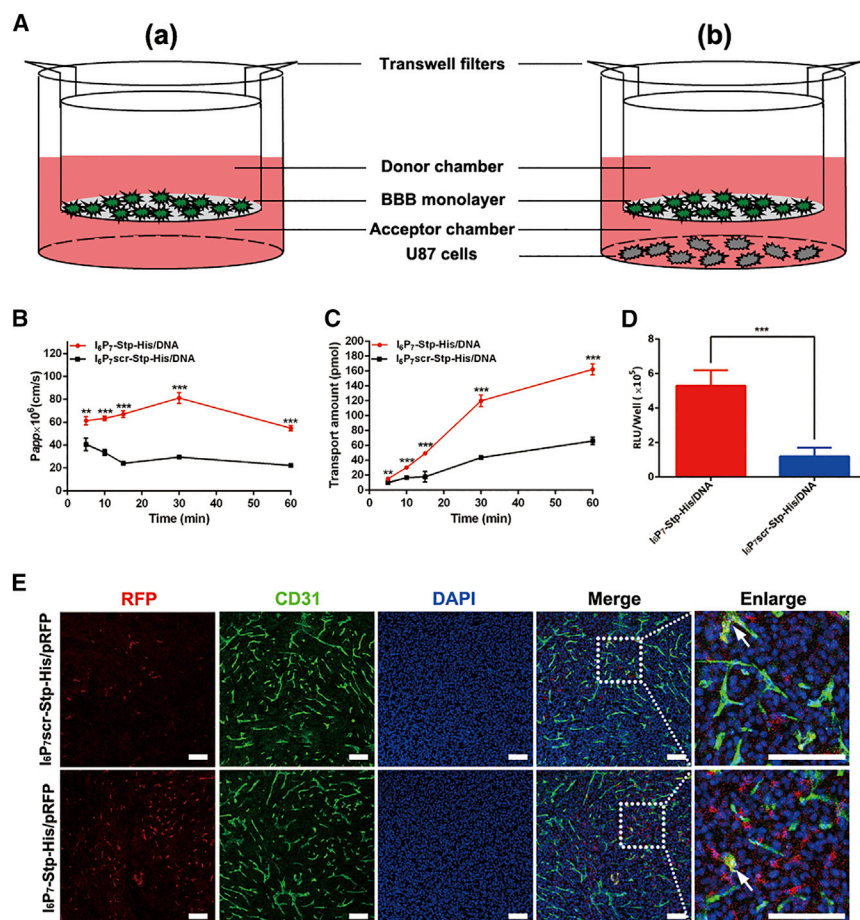 A
(a)
(b)
Transwell filters
Donor chamber
BBB monolayer
Acceptor chamber
U87 cells
B
I₆P₇-Stp-His/DNA
I₆P₇scr-Stp-His/DNA
Papp×10⁶(cm/s)
120
100
80
60
40
20
0
** *** *** *** ***
0 10 20 30 40 50 60
Time (min)
C
I₆P₇-Stp-His/DNA
I₆P₇scr-Stp-His/DNA
Transport amount (pmol)
200
180
160
140
120
100
80
60
40
20
0
** *** *** *** ***
0 10 20 30 40 50 60
Time (min)
D
***
RLU/well ( ×10⁵)
8
6
4
2
0
I₆P₇-Stp-His/DNA
I₆P₇scr-Stp-His/DNA
E
RFP CD31 DAPI Merge Enlarge
I₆P₇scr-Stp-His/pRFP
I₆P₇-Stp-His/pRFP